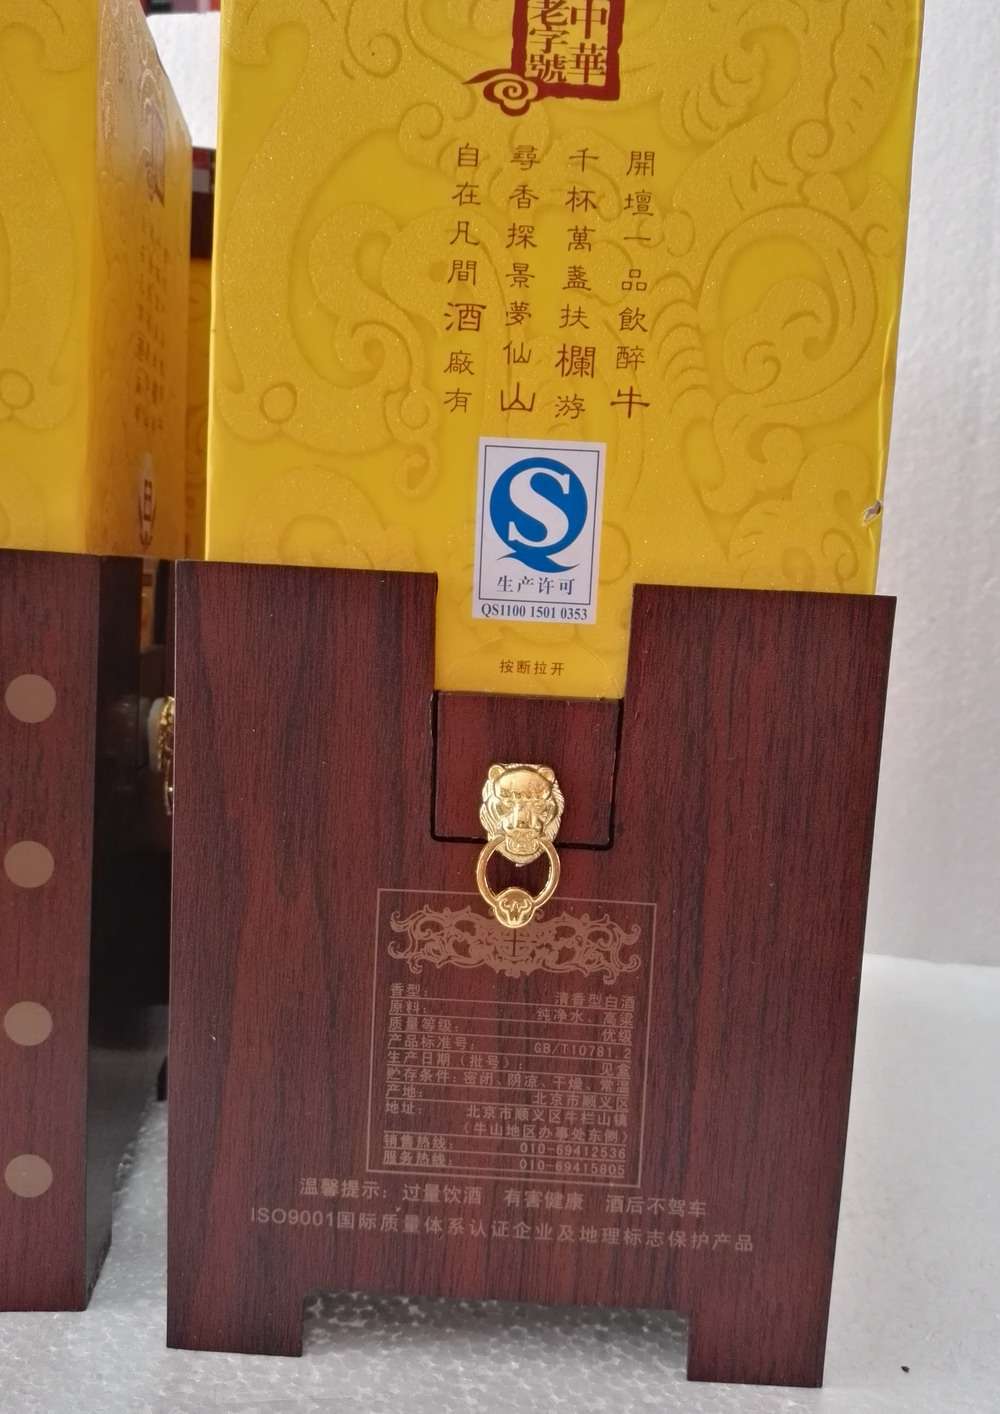 中華
老字號
開壇一品飲醉牛
千杯萬盞扶欄游
尋香探景夢仙山
自在凡間酒廠有
生产许可
QS1100 1501 0353
按断拉开
香型: 清香型白酒
原料: 纯净水、高粱
质量等级: 优级
产品标准号: GB/T10781.2
生产日期(批号): 见盒
贮存条件: 密闭、阴凉、干燥、常温
产地: 北京市顺义区
地址: 北京市顺义区牛栏山镇
(牛山地区办事处东侧)
销售热线: 010-69412536
服务热线: 010-69415905
温馨提示: 过量饮酒 有害健康 酒后不驾车
ISO9001国际质量体系认证企业及地理标志保护产品